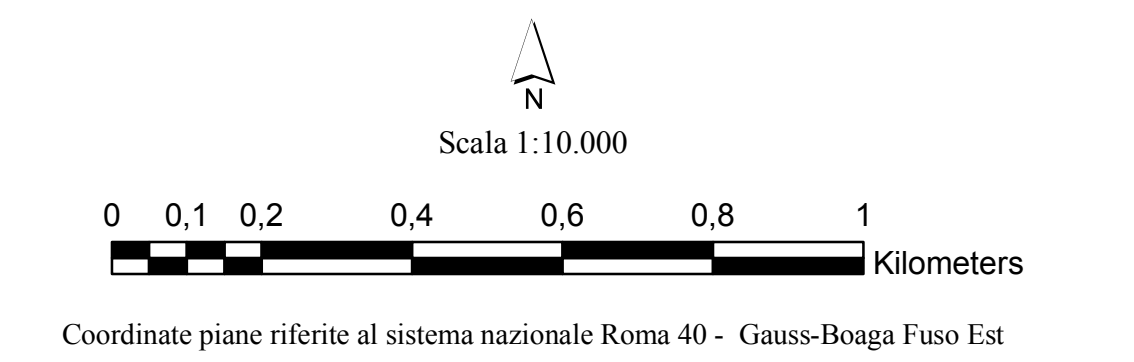 N
Scala 1:10.000
0 0,1 0,2 0,4 0,6 0,8 1
Kilometers
Coordinate piane riferite al sistema nazionale Roma 40 - Gauss-Boaga Fuso Est